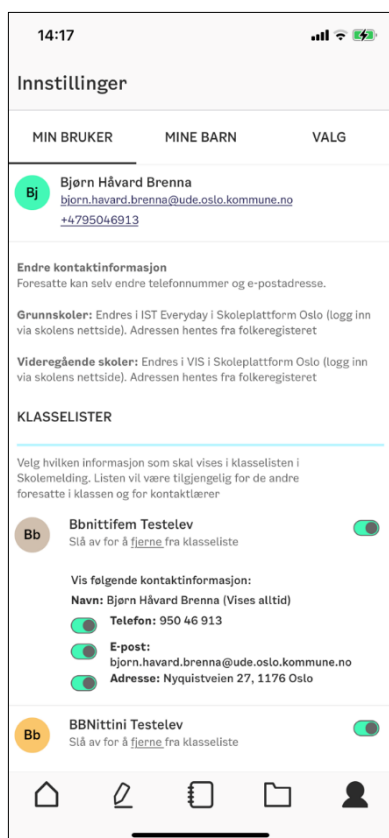 14:17
Innstillinger
MIN BRUKER MINE BARN VALG
Bj
Bjørn Håvard Brenna
bjorn.havard.brenna@ude.oslo.kommune.no
+4795046913
Endre kontaktinformasjon
Foresatte kan selv endre telefonnummer og e-postadresse.
Grunnskoler: Endres i IST Everyday i Skoleplattform Oslo (logg inn
via skolens nettside). Adressen hentes fra folkeregisteret
Videregående skoler: Endres i VIS i Skoleplattform Oslo (logg inn
via skolens nettside). Adressen hentes fra folkeregistret
KLASSELISTER
Velg hvilken informasjon som skal vises i klasselisten i
Skolemelding. Listen vil være tilgjengelig for de andre
foresatte i klassen og for kontaktlærer
Bb
Bbnittifem Testelev
Slå av for å fjerne fra klasseliste
Vis følgende kontaktinformasjon:
Navn: Bjørn Håvard Brenna (Vises alltid)
Telefon: 950 46 913
E-post:
bjorn.havard.brenna@ude.oslo.kommune.no
Adresse: Nyquistveien 27, 1176 Oslo
Bb
BBNittini Testelev
Slå av for å fjerne fra klasseliste